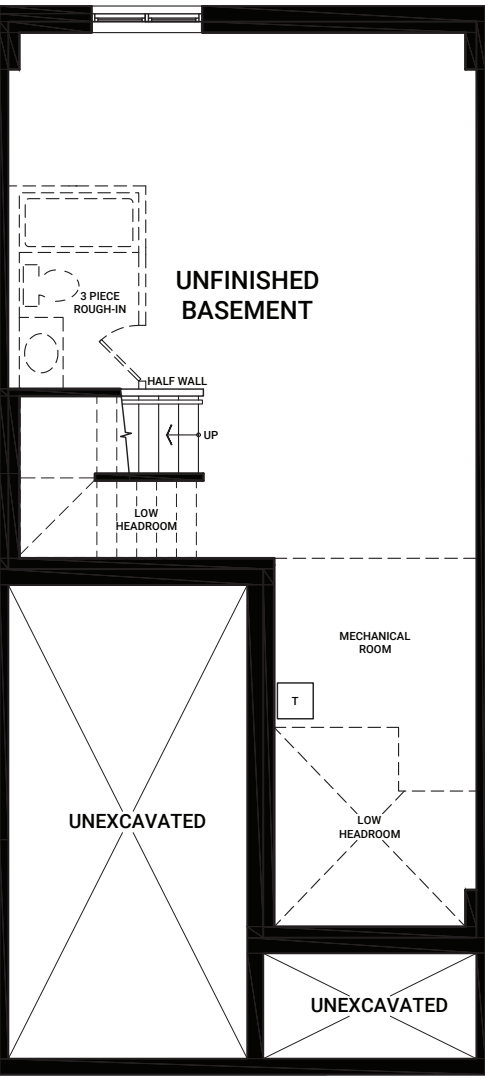 UNFINISHED
BASEMENT
3 PIECE
ROUGH-IN
HALF WALL
UP
LOW
HEADROOM
MECHANICAL
ROOM
T
UNEXCAVATED
LOW
HEADROOM
UNEXCAVATED